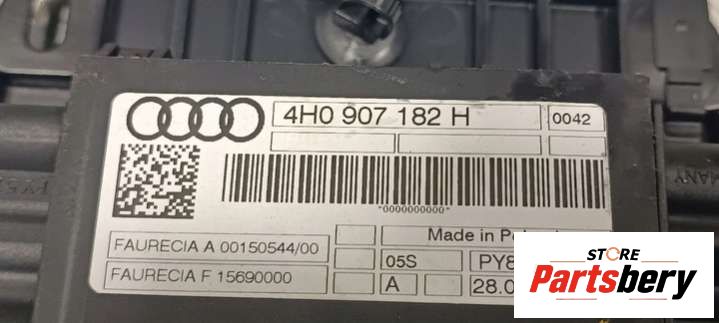 4H0 907 182 H
0042
*0000000000*
FAURECIA A 00150544/00
Made in
05S
FAURECIA F 15690000
A
STORE
Partsbery